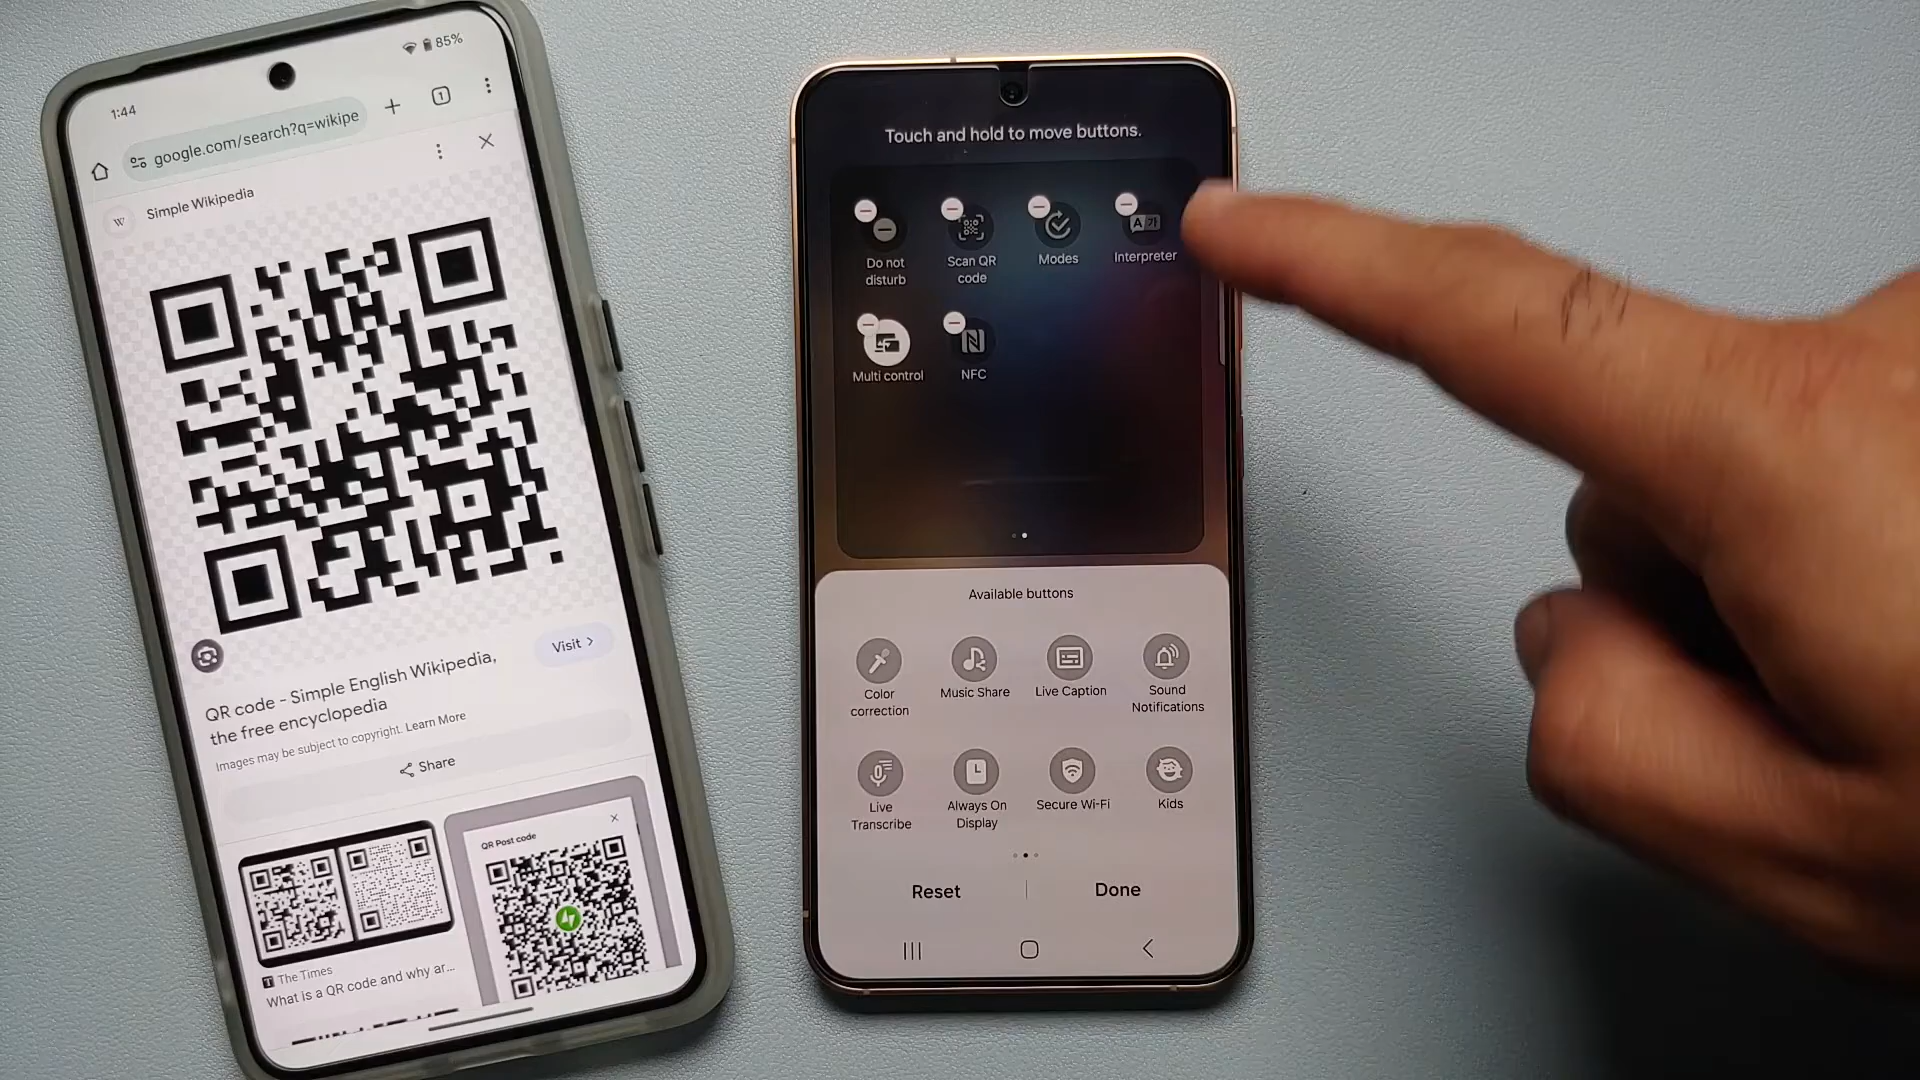 1:44
85%
google.com/search?q=wikipe
1
W
Simple Wikipedia
Visit >
QR code - Simple English Wikipedia,
the free encyclopedia
Images may be subject to copyright. Learn More
Share
T The Times
What is a QR code and why ar...
QR Post code
Touch and hold to move buttons.
Do not
disturb
Scan QR
code
Modes
A 가
Interpreter
Multi control
NFC
Available buttons
Color
correction
Music Share
Live Caption
Sound
Notifications
Live
Transcribe
Always On
Display
Secure Wi-Fi
Kids
Reset
Done